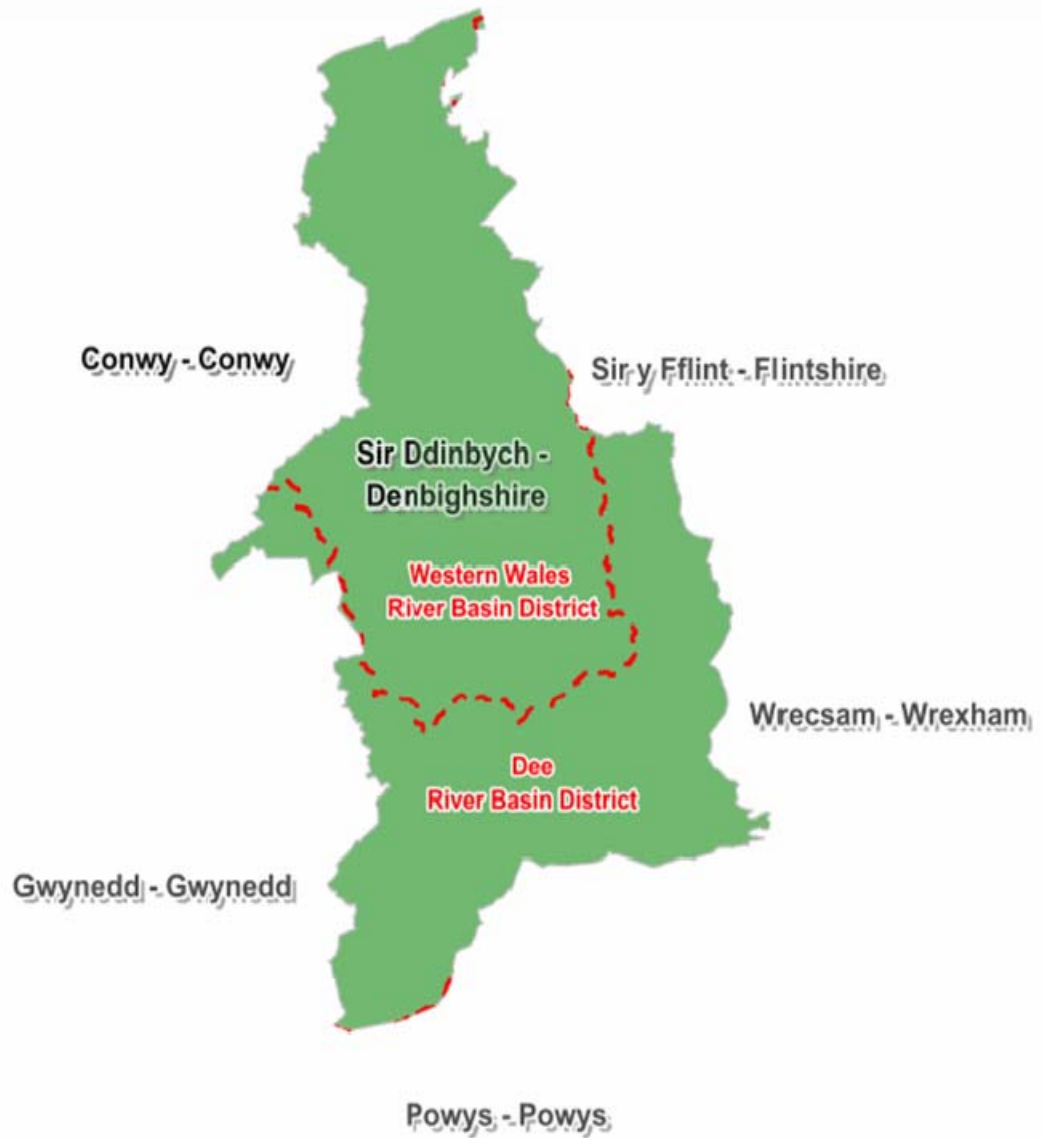 Conwy - Conwy
Sir y Fflint - Flintshire
Sir Ddinbych -
Denbighshire
Western Wales
River Basin District
Wrecsam - Wrexham
Dee
River Basin District
Gwynedd - Gwynedd
Powys - Powys